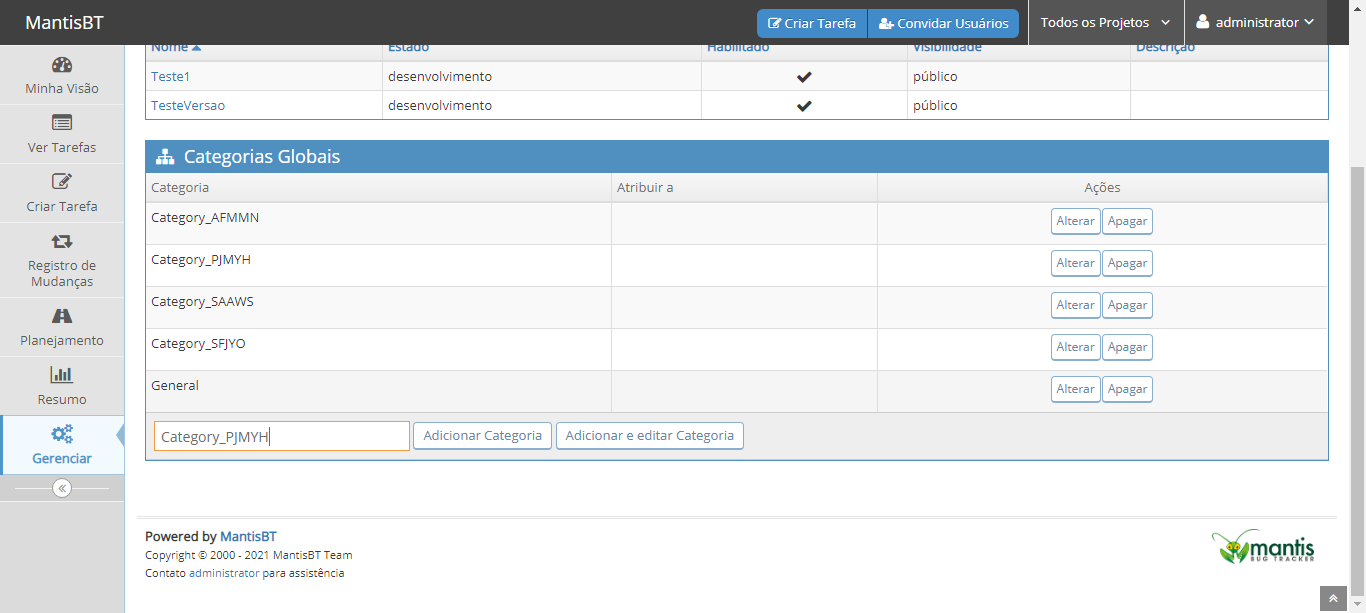 MantisBT
Criar Tarefa
Convidar Usuários
Todos os Projetos
administrator
Minha Visão
Ver Tarefas
Criar Tarefa
Registro de
Mudanças
Planejamento
Resumo
Gerenciar
Nome Estado Habilitado Visibilidade Descrição
Teste1 desenvolvimento público
TesteVersao desenvolvimento público
Categorias Globais
Categoria Atribuir a Ações
Category_AFMMN Alterar Apagar
Category_PJMYH Alterar Apagar
Category_SAAWS Alterar Apagar
Category_SFJYO Alterar Apagar
General Alterar Apagar
Category_PJMYH Adicionar Categoria Adicionar e editar Categoria
Powered by MantisBT
Copyright © 2000 - 2021 MantisBT Team
Contato administrator para assistência
mantis
BUG TRACKER